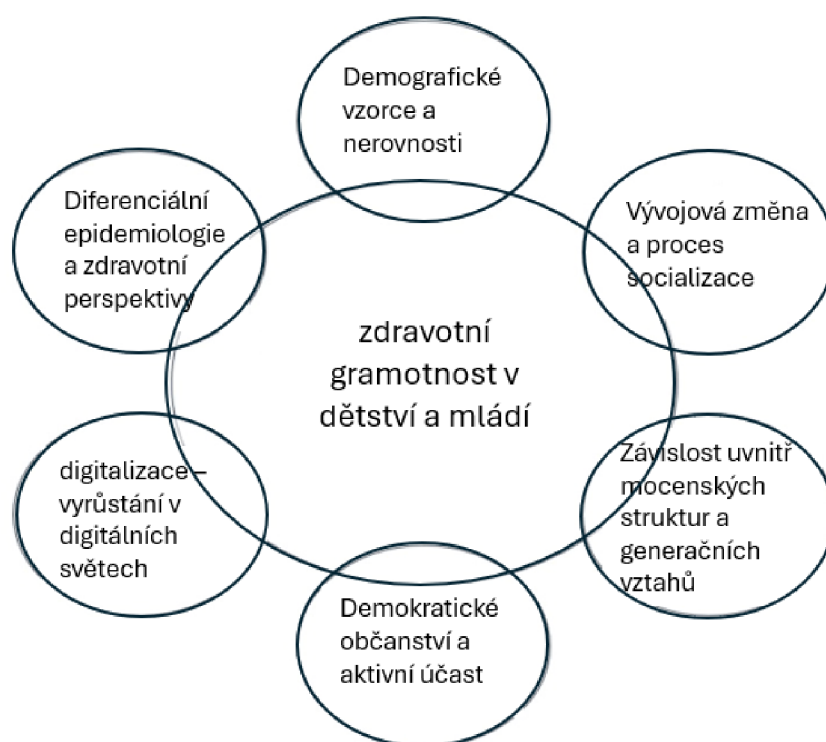 Demografické
vzorce a
nerovnosti
Diferenciální
epidemiologie
a zdravotní
perspektivy
Vývojová změna
a proces
socializace
zdravotní
gramotnost v
dětství a mládí
digitalizace –
vyrůstání v
digitálních
světech
Závislost uvnitř
mocenských
struktur a
generačních
vztahů
Demokratické
občanství a
aktivní účast